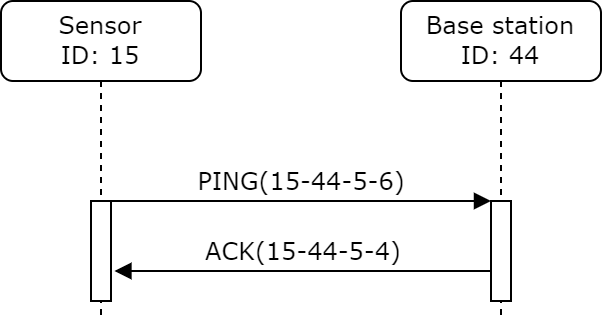 Sensor
ID: 15
Base station
ID: 44
PING(15-44-5-6)
ACK(15-44-5-4)